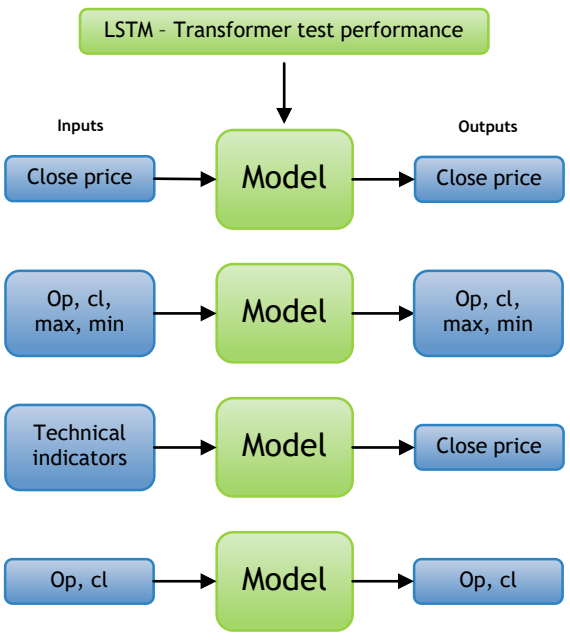 LSTM – Transformer test performance
Inputs
Outputs
Close price
Model
Close price
Op, cl,
max, min
Model
Op, cl,
max, min
Technical
indicators
Model
Close price
Op, cl
Model
Op, cl